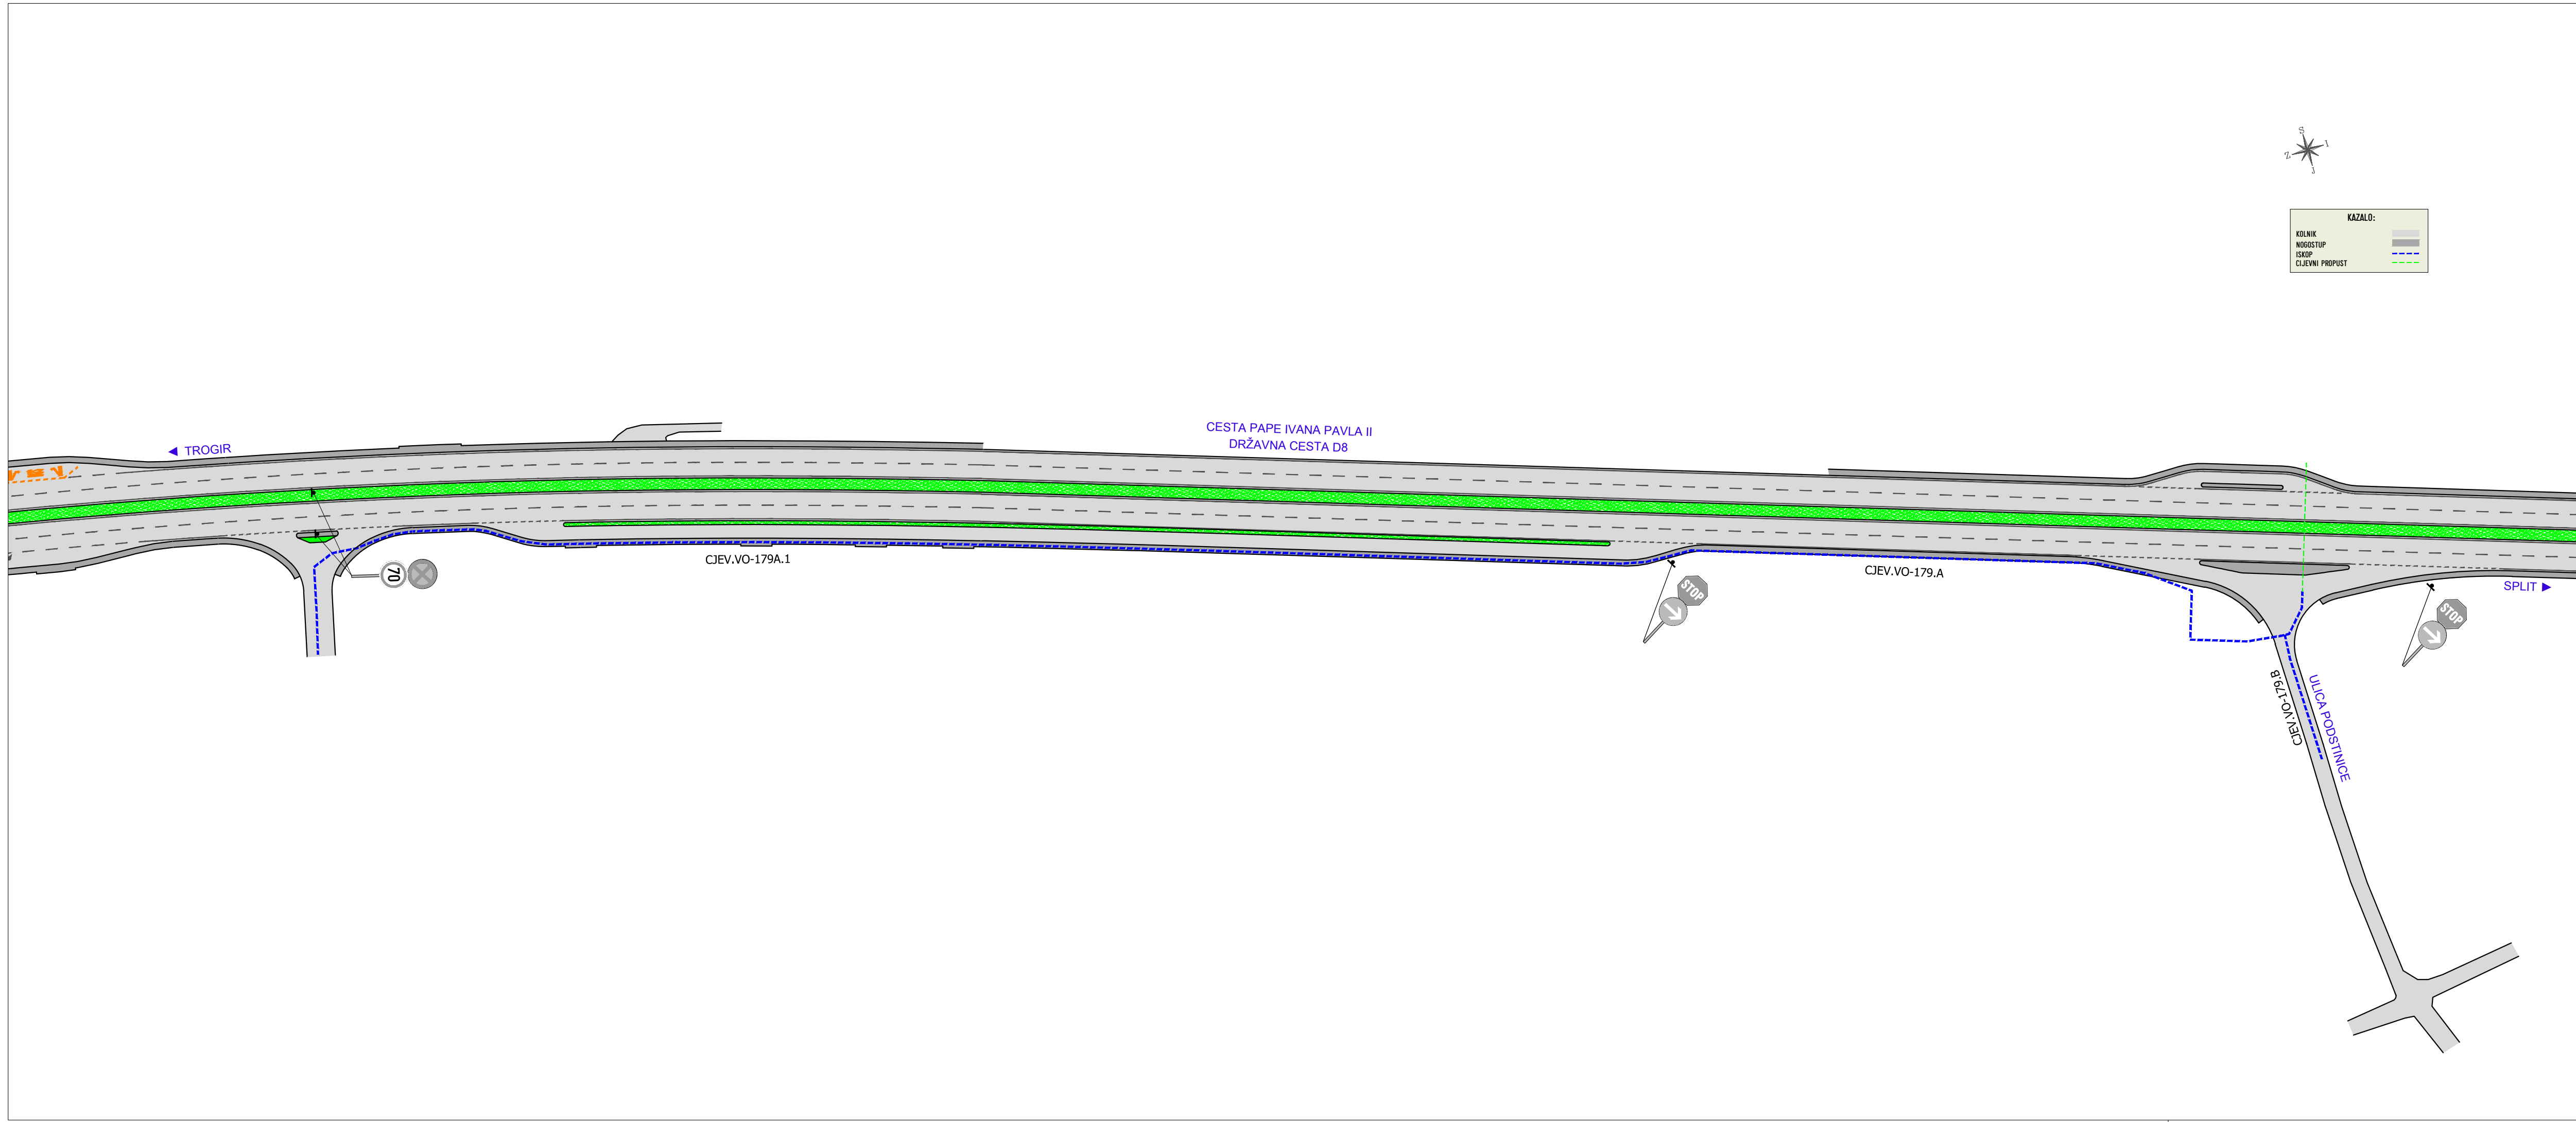 S
I
Z
J
KAZALO:
KOLNIK
NOGOSTUP
ISKOP
CIJEVNI PROPUST
CESTA PAPE IVANA PAVLA II
DRŽAVNA CESTA D8
◄ TROGIR
BUS
CJEV.VO-179A.1
70
CJEV.VO-179.A
STOP
SPLIT ►
STOP
CJEV.VO-179.B
ULICA PODSTINICE